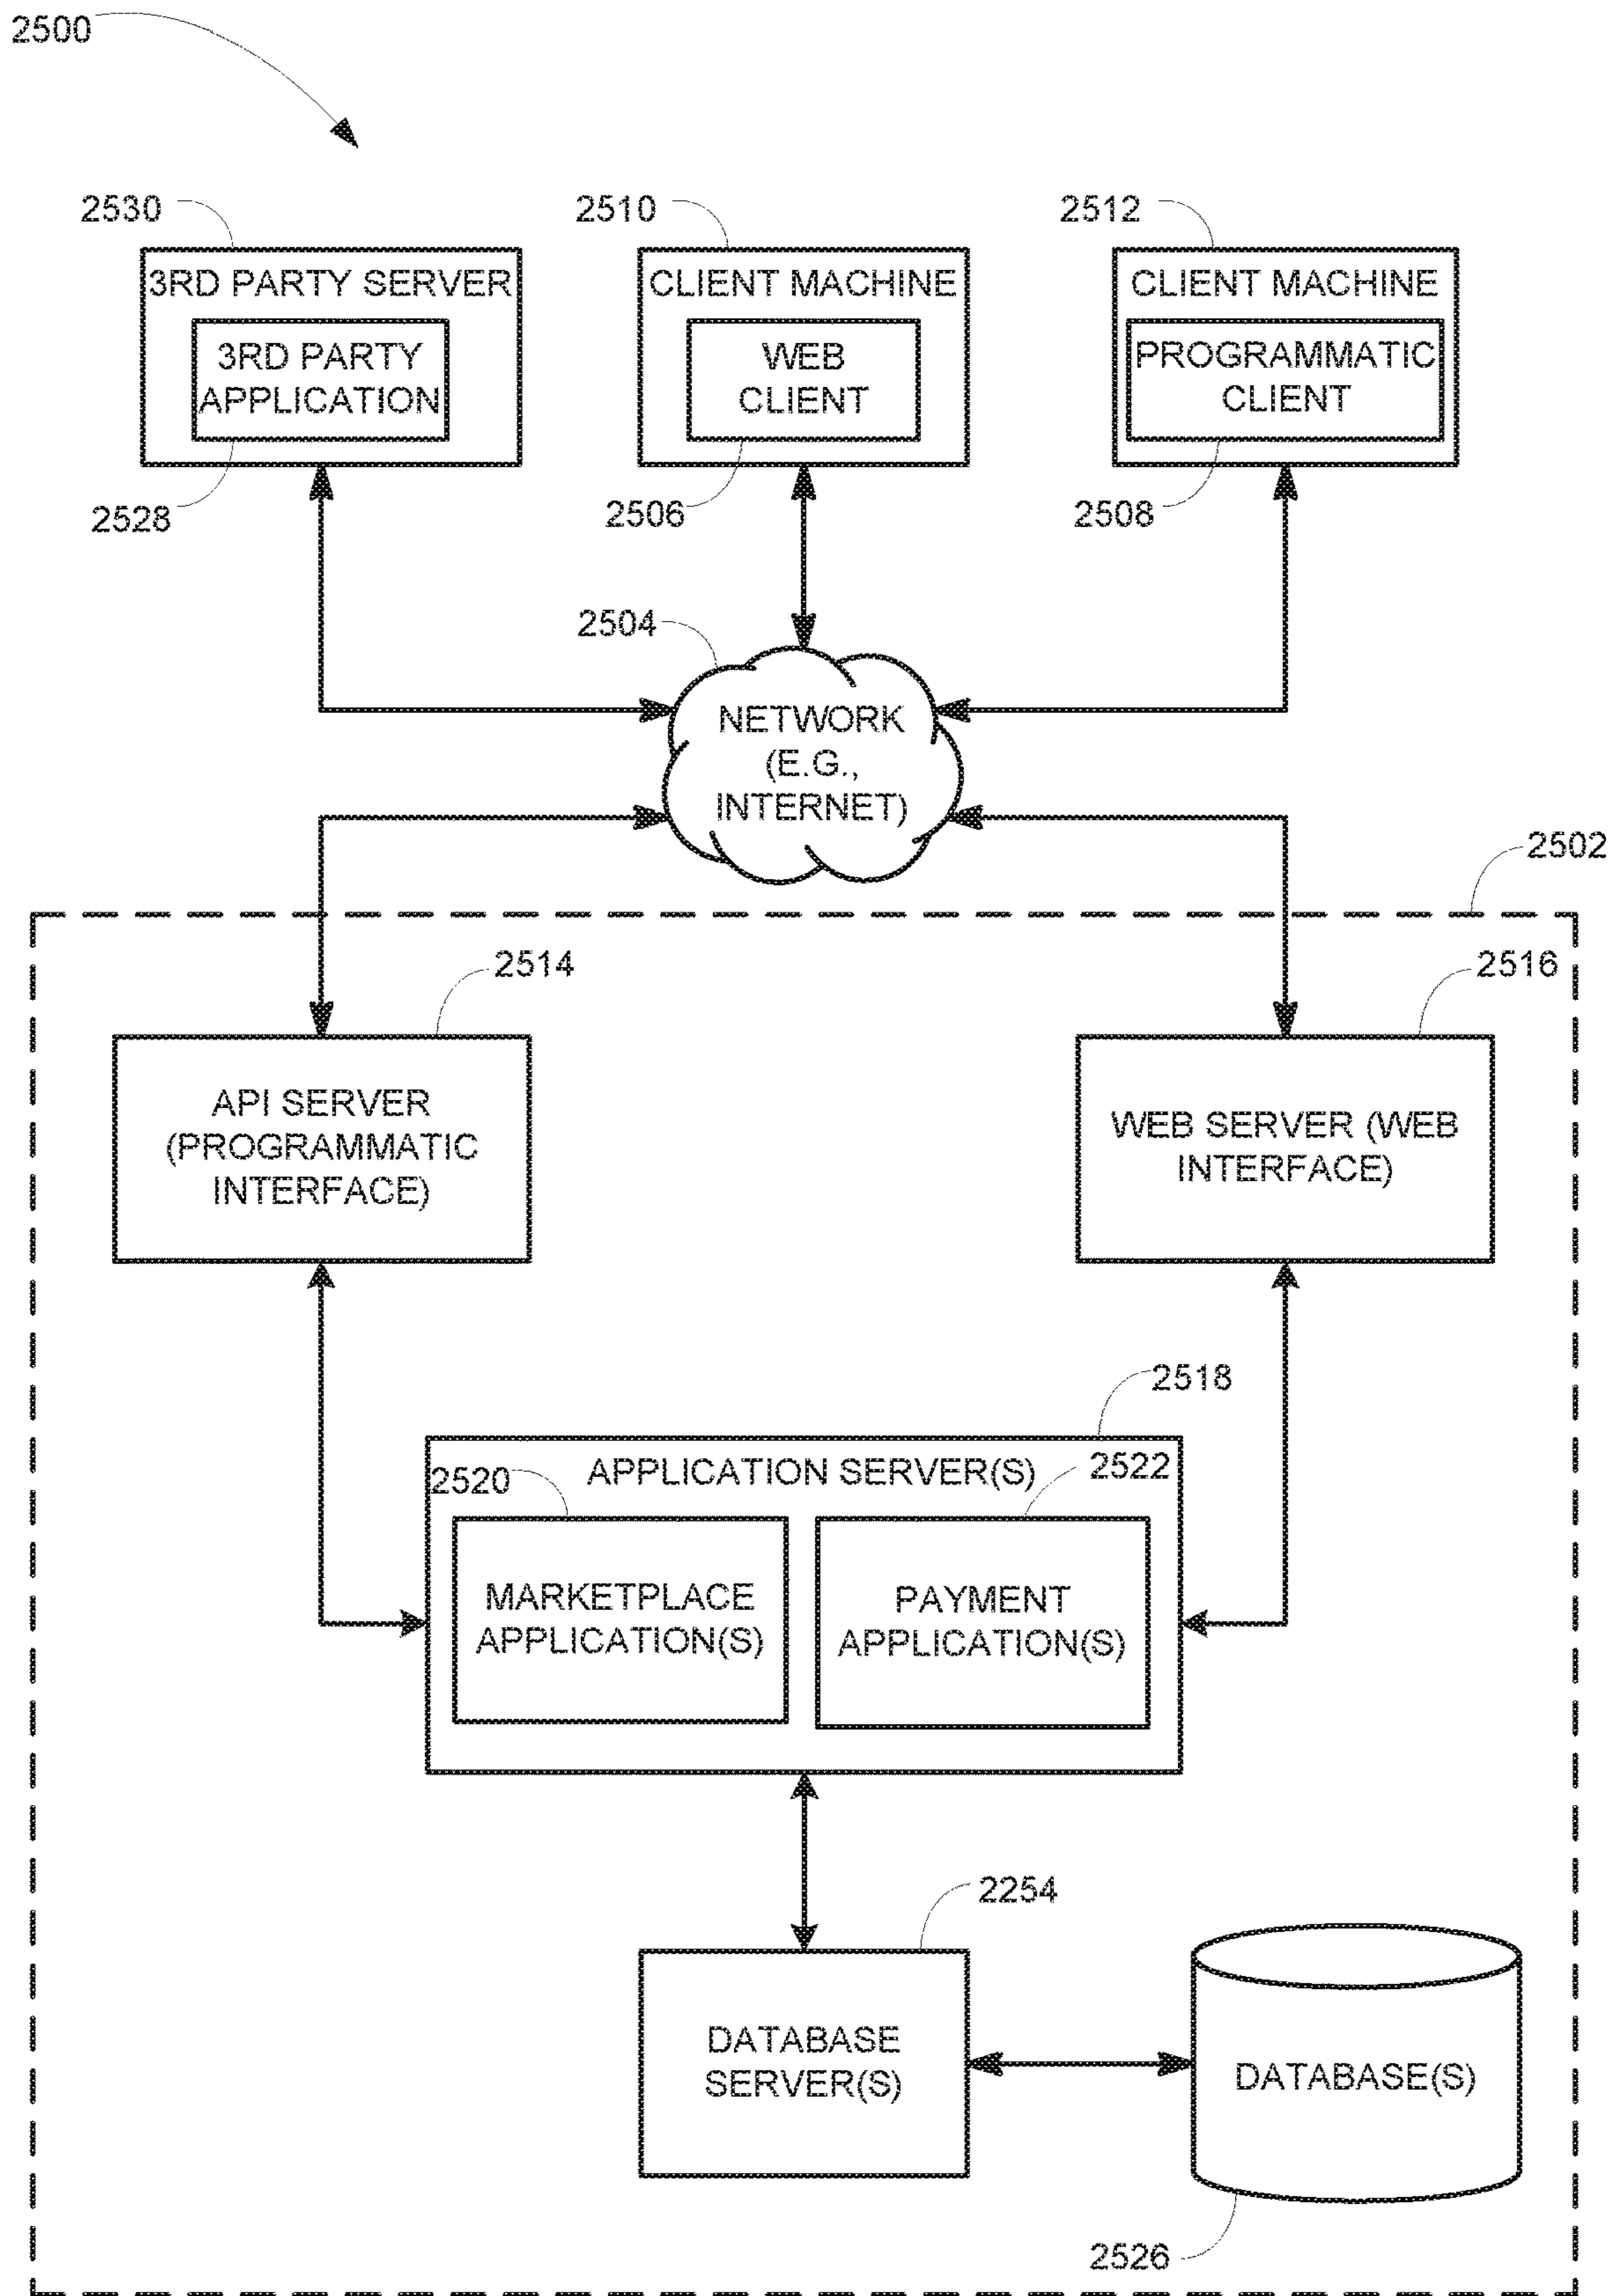 2500
2530
3RD PARTY SERVER
3RD PARTY
APPLICATION
2528
2510
CLIENT MACHINE
WEB
CLIENT
2506
2512
CLIENT MACHINE
PROGRAMMATIC
CLIENT
2508
2504
NETWORK
(E.G.,
INTERNET)
2502
2514
API SERVER
(PROGRAMMATIC
INTERFACE)
2516
WEB SERVER (WEB
INTERFACE)
2518
APPLICATION SERVER(S)
2520
MARKETPLACE
APPLICATION(S)
2522
PAYMENT
APPLICATION(S)
2254
DATABASE
SERVER(S)
DATABASE(S)
2526